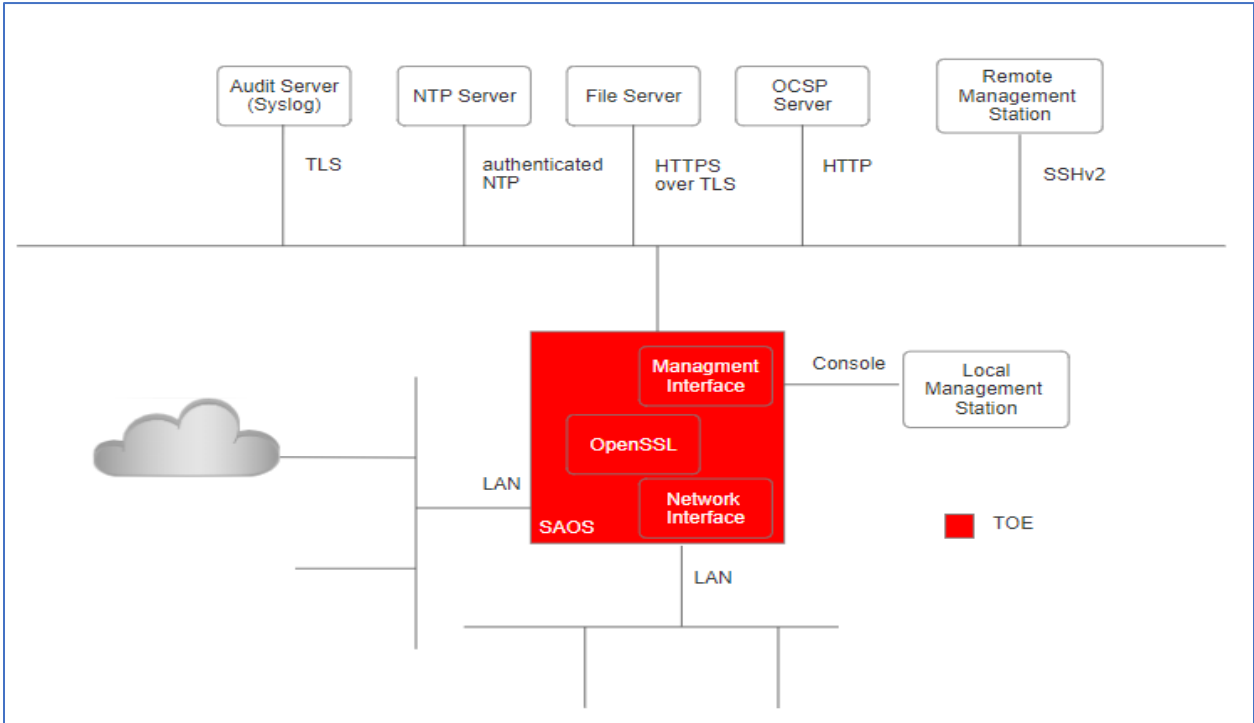 Audit Server
(Syslog)
NTP Server
File Server
OCSP
Server
Remote
Management
Station
TLS
authenticated
NTP
HTTPS
over TLS
HTTP
SSHv2
Managment
Interface
Console
Local
Management
Station
OpenSSL
LAN
Network
Interface
SAOS
TOE
LAN